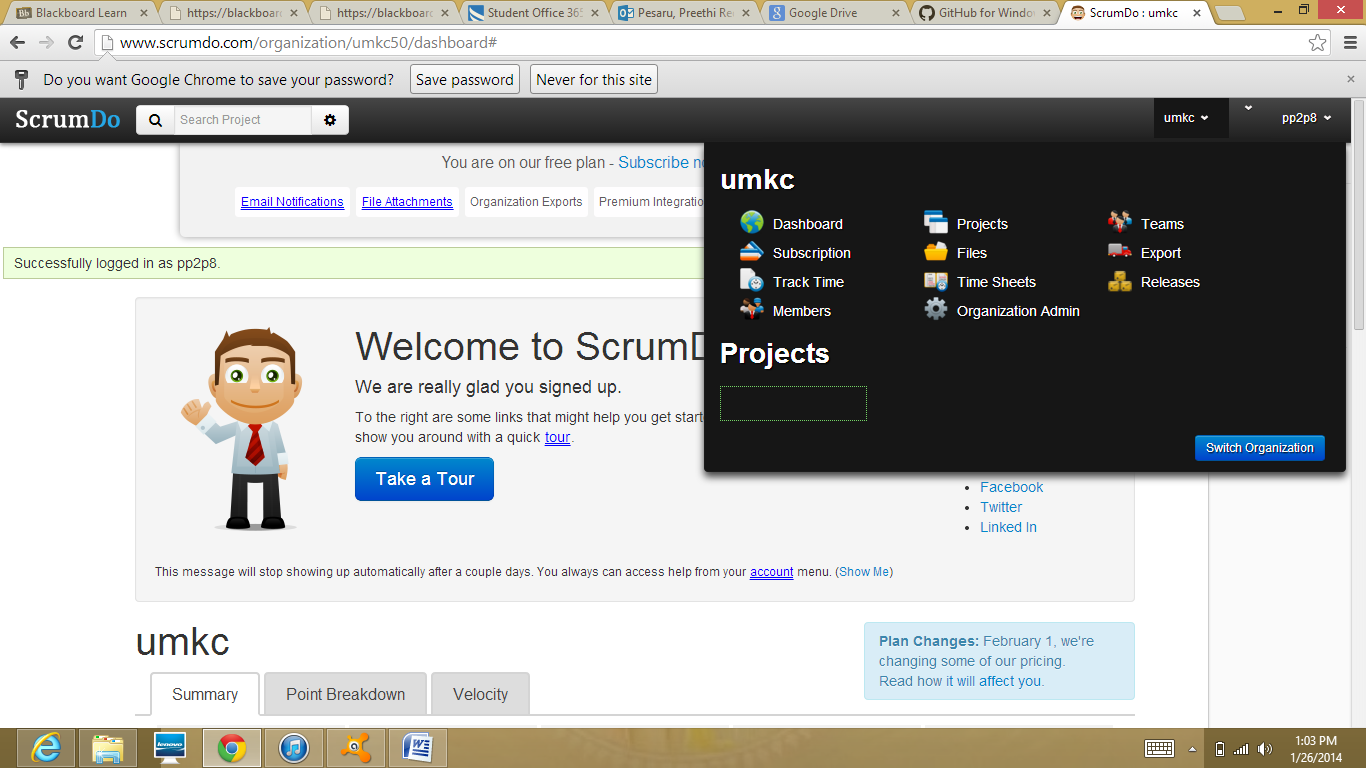 Blackboard Learn
https://blackboar
https://blackboar
Student Office 365
Pesaru, Preethi Re
Google Drive
GitHub for Windo
ScrumDo : umkc
www.scrumdo.com/organization/umkc50/dashboard#
Do you want Google Chrome to save your password? Save password Never for this site
ScrumDo Search Project umkc pp2p8
You are on our free plan - Subscribe no
Email Notifications File Attachments Organization Exports Premium Integratio
Successfully logged in as pp2p8.
umkc
Dashboard Projects Teams
Subscription Files Export
Track Time Time Sheets Releases
Members Organization Admin
Projects
Switch Organization
Welcome to ScrumD
We are really glad you signed up.
To the right are some links that might help you get starte
show you around with a quick tour.
Take a Tour
Facebook
Twitter
Linked In
This message will stop showing up automatically after a couple days. You always can access help from your account menu. (Show Me)
umkc
Plan Changes: February 1, we're
changing some of our pricing.
Read how it will affect you.
Summary Point Breakdown Velocity
lenovo
1:03 PM
1/26/2014